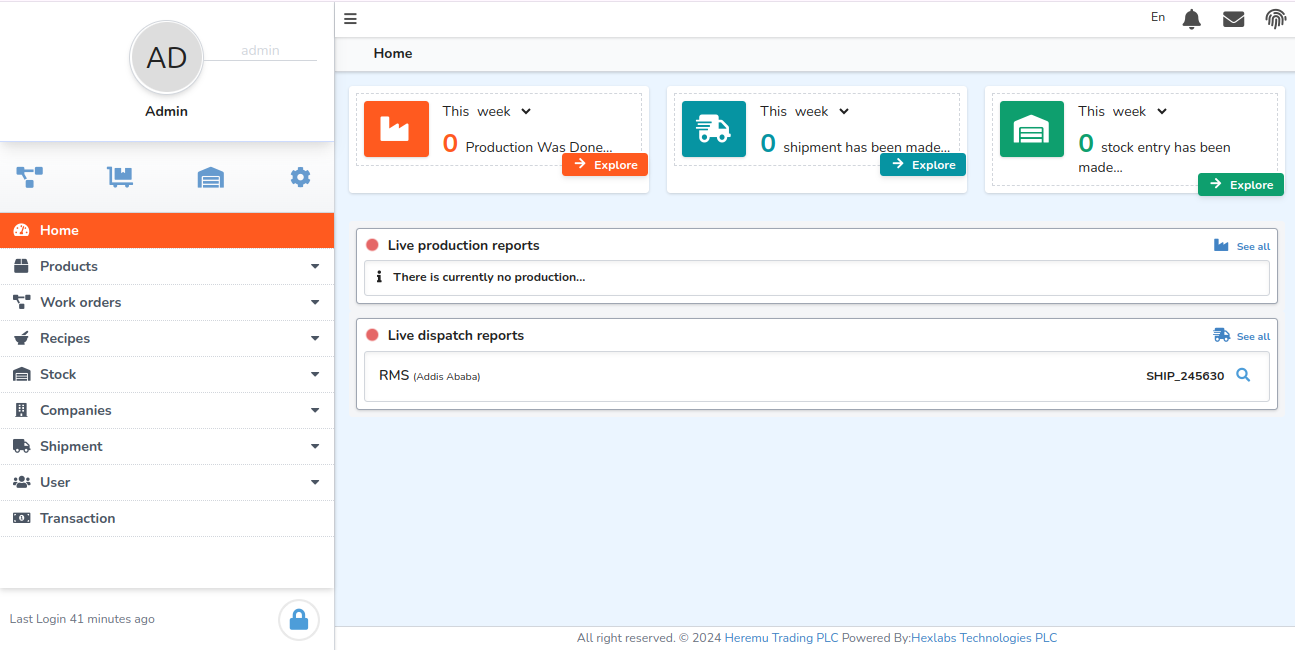 En
AD
admin
Admin
Home
Products
Work orders
Recipes
Stock
Companies
Shipment
User
Transaction
Last Login 41 minutes ago
Home
This week
0 Production Was Done...
Explore
This week
0 shipment has been made...
Explore
This week
0 stock entry has been
made...
Explore
Live production reports
See all
There is currently no production...
Live dispatch reports
See all
RMS (Addis Ababa)
SHIP_245630
All right reserved. © 2024 Heremu Trading PLC Powered By:Hexlabs Technologies PLC